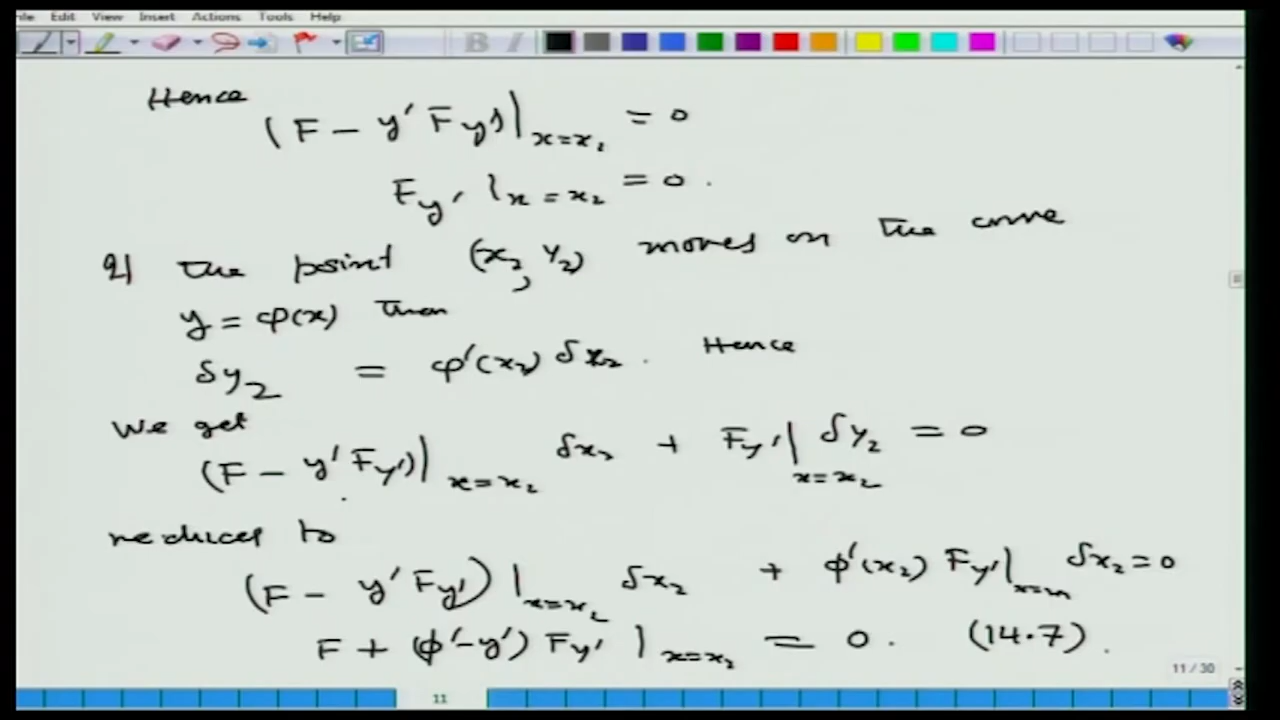 File Edit View Insert Actions Tools Help
B I
Hence
(F - y' Fy')|x=x₂ = 0
Fy'|x=x₂ = 0.
If the point (x₂, y₂) moves on the curve
y = φ(x) then
δy₂ = φ'(x₂) δx₂. Hence
We get
(F - y' Fy')|x=x₂ δx₂ + Fy'|x=x₂ δy₂ = 0
reduces to
(F - y' Fy')|x=x₂ δx₂ + φ'(x₂) Fy'|x=x₂ δx₂ = 0
F + (φ' - y') Fy'|x=x₂ = 0. (14.7).
11 / 30
11